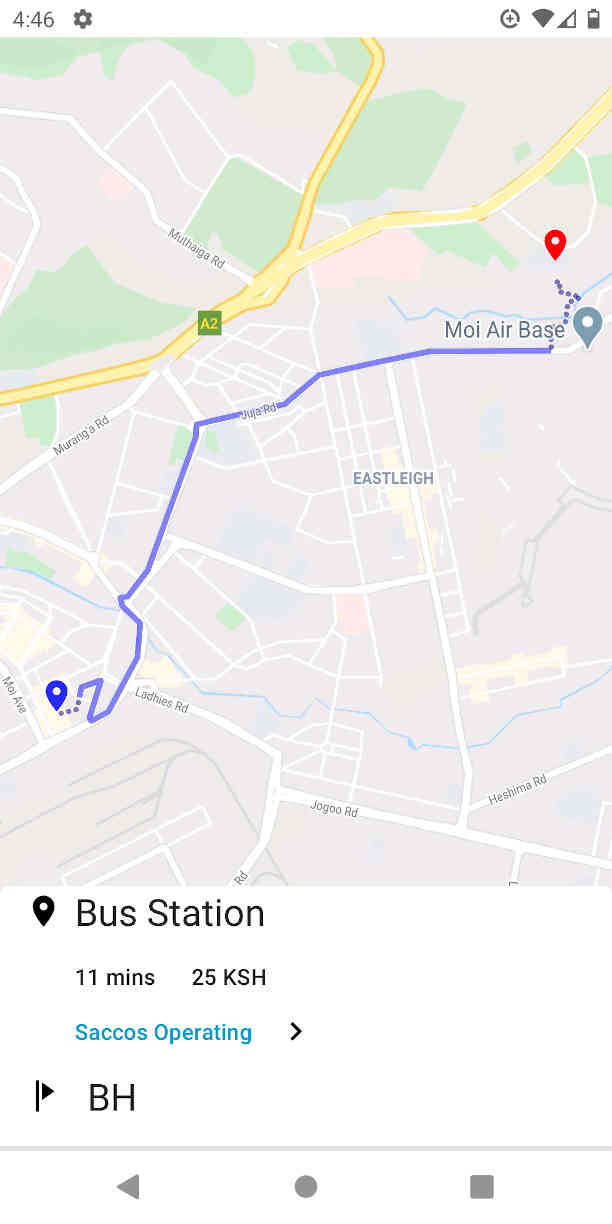 4:46
Muthaiga Rd
A2
Moi Air Base
Juja Rd
Murang'a Rd
EASTLEIGH
Moi Ave
Ladhies Rd
Heshima Rd
Jogoo Rd
Rd
L
Bus Station
11 mins 25 KSH
Saccos Operating
BH